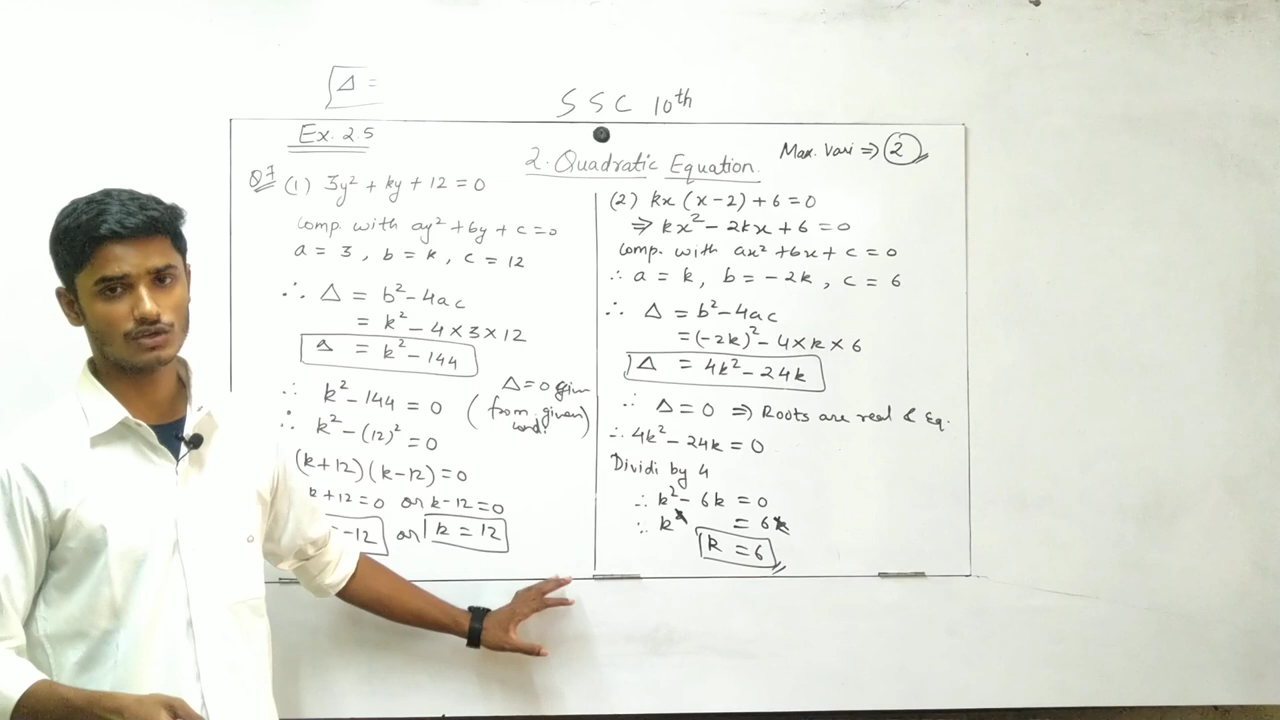 Δ =
SSC 10th
Ex. 2.5
2. Quadratic Equation.
Max. Vari ⇒ 2
Q7 (1) 3y² + ky + 12 = 0
Comp. with ay² + by + c = 0
a = 3, b = k, c = 12
∴ Δ = b² - 4ac
= k² - 4 × 3 × 12
Δ = k² - 144
∴ k² - 144 = 0
Δ = 0 given
(from given
cond.)
∴ k² - (12)² = 0
(k+12) (k-12) = 0
k + 12 = 0 or k - 12 = 0
= -12 or k = 12
(2) kx (x-2) + 6 = 0
⇒ kx² - 2kx + 6 = 0
Comp. with ax² + bx + c = 0
∴ a = k, b = -2k, c = 6
∴ Δ = b² - 4ac
= (-2k)² - 4 × k × 6
Δ = 4k² - 24k
∴ Δ = 0 ⇒ Roots are real & Eq.
∴ 4k² - 24k = 0
Dividi by 4
∴ k² - 6k = 0
∴ k² = 6k
k = 6